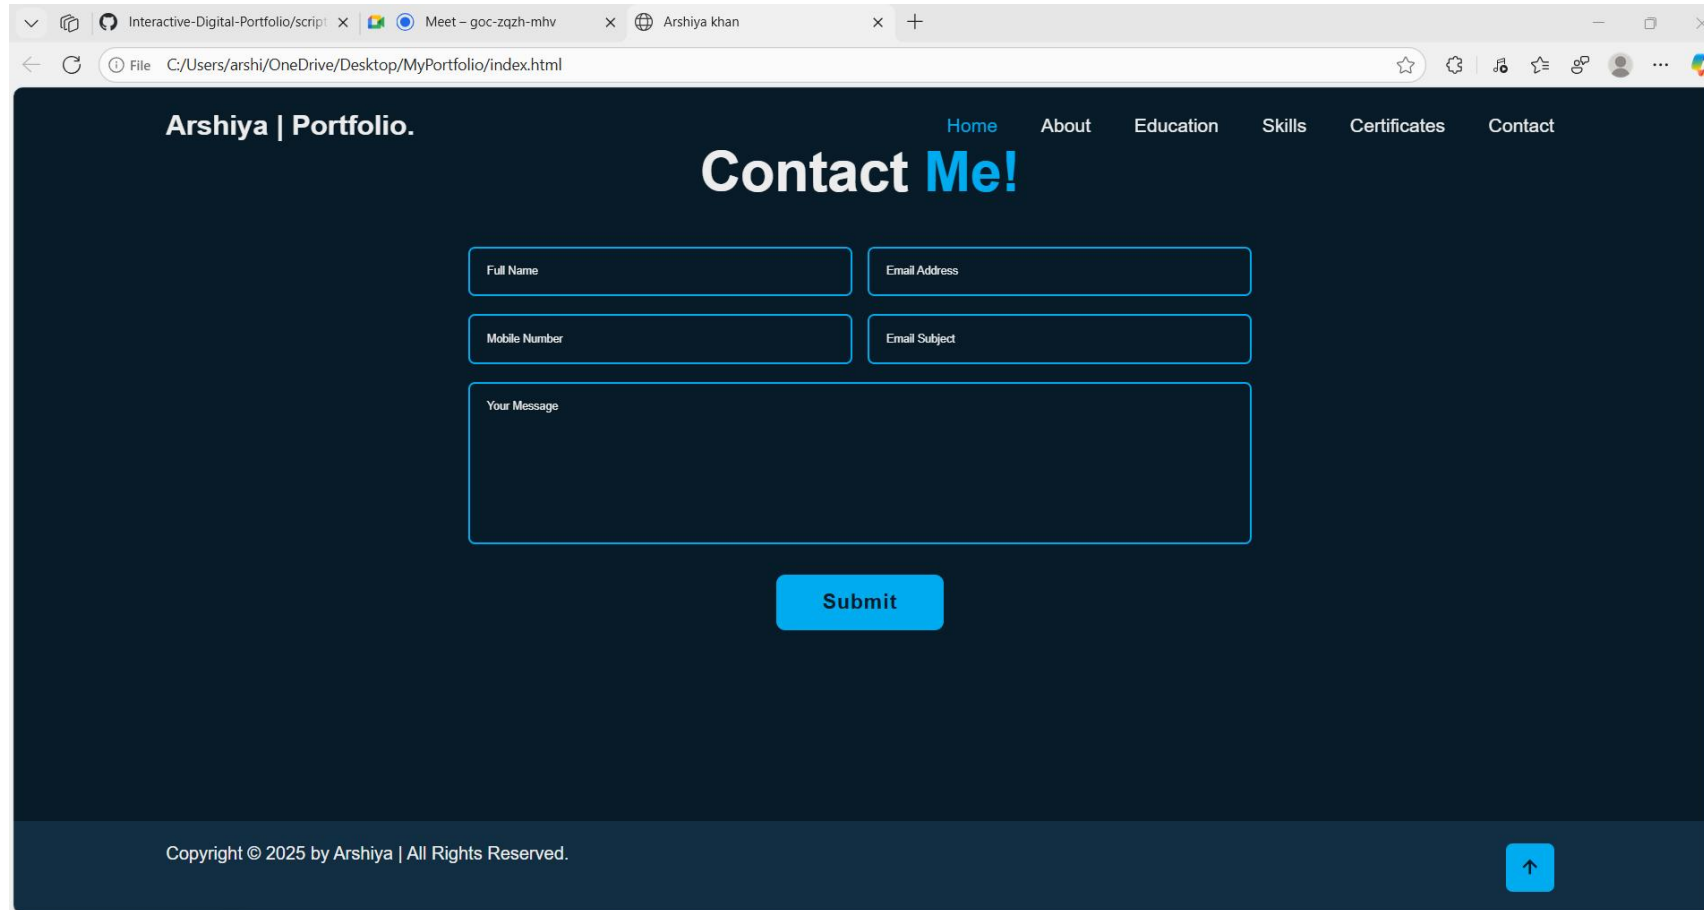 Interactive-Digital-Portfolio/script
Meet – goc-zqzh-mhv
Arshiya khan
File C:/Users/arshi/OneDrive/Desktop/MyPortfolio/index.html
Arshiya | Portfolio.
Home About Education Skills Certificates Contact
Contact Me!
Full Name
Email Address
Mobile Number
Email Subject
Your Message
Submit
Copyright © 2025 by Arshiya | All Rights Reserved.